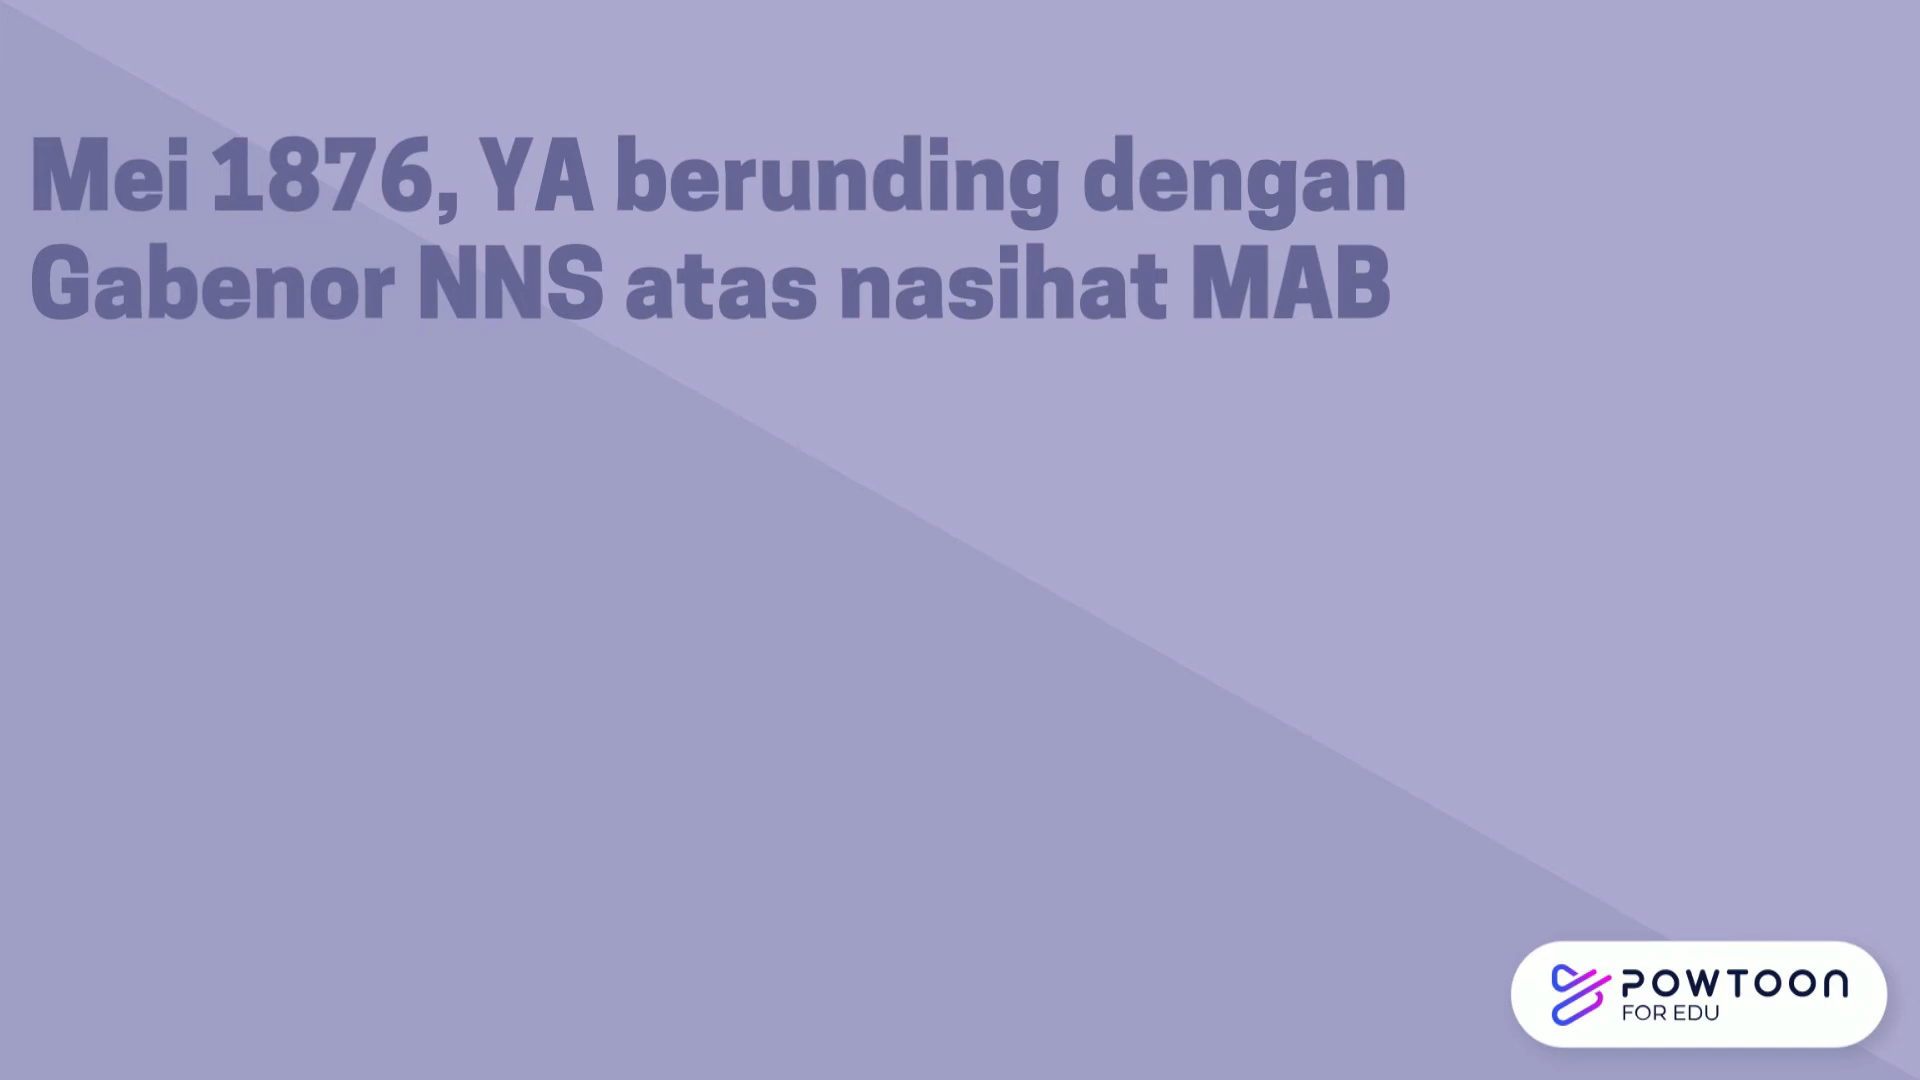 Mei 1876, YA berunding dengan
Gabenor NNS atas nasihat MAB
POWTOON
FOR EDU